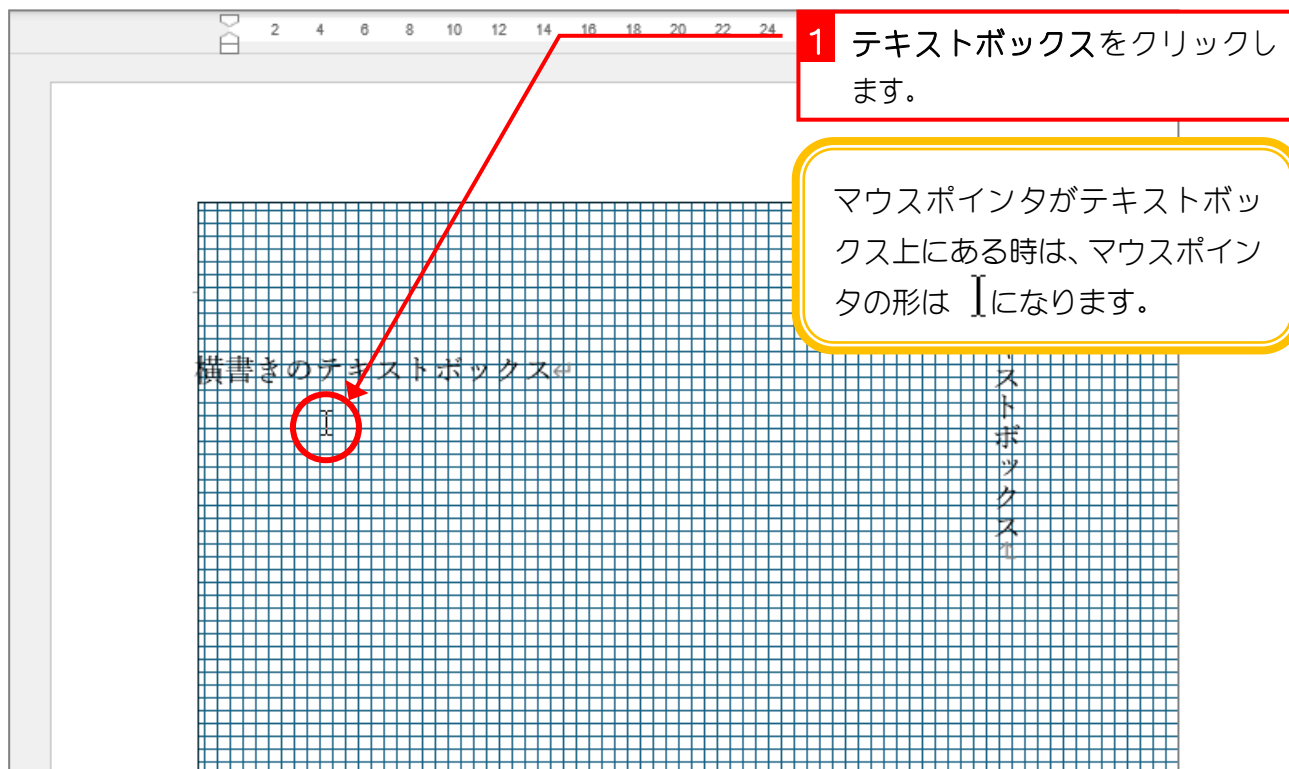 2 4 6 8 10 12 14 16 18 20 22 24
1 テキストボックスをクリックし
ます。
マウスポインタがテキストボッ
クス上にある時は、マウスポイン
タの形は Iになります。
横書きのテキストボックス↵
ストボックス